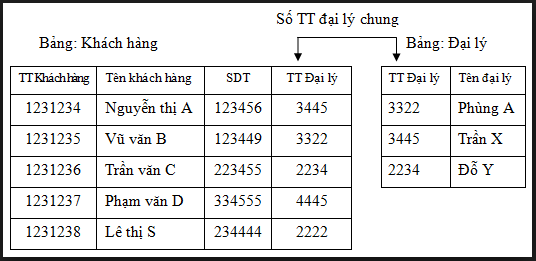 Số TT đại lý chung
Bảng: Khách hàng Bảng: Đại lý
TT Khách hàng Tên khách hàng SDT TT Đại lý TT Đại lý Tên đại lý
1231234 Nguyễn thị A 123456 3445 3322 Phùng A
1231235 Vũ văn B 123449 3322 3445 Trần X
1231236 Trần văn C 223455 2234 2234 Đỗ Y
1231237 Phạm văn D 334555 4445
1231238 Lê thị S 234444 2222